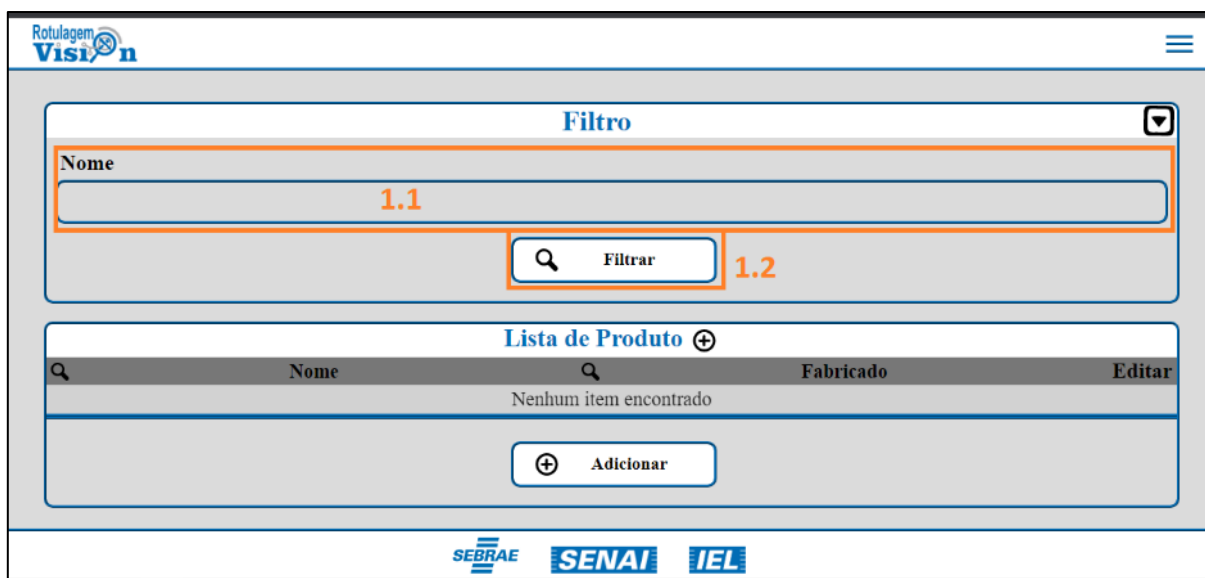 Rotulagem
Visi n
Filtro
Nome
1.1
Filtrar
1.2
Lista de Produto
Nome Fabricado Editar
Nenhum item encontrado
Adicionar
SEBRAE SENAI IEL